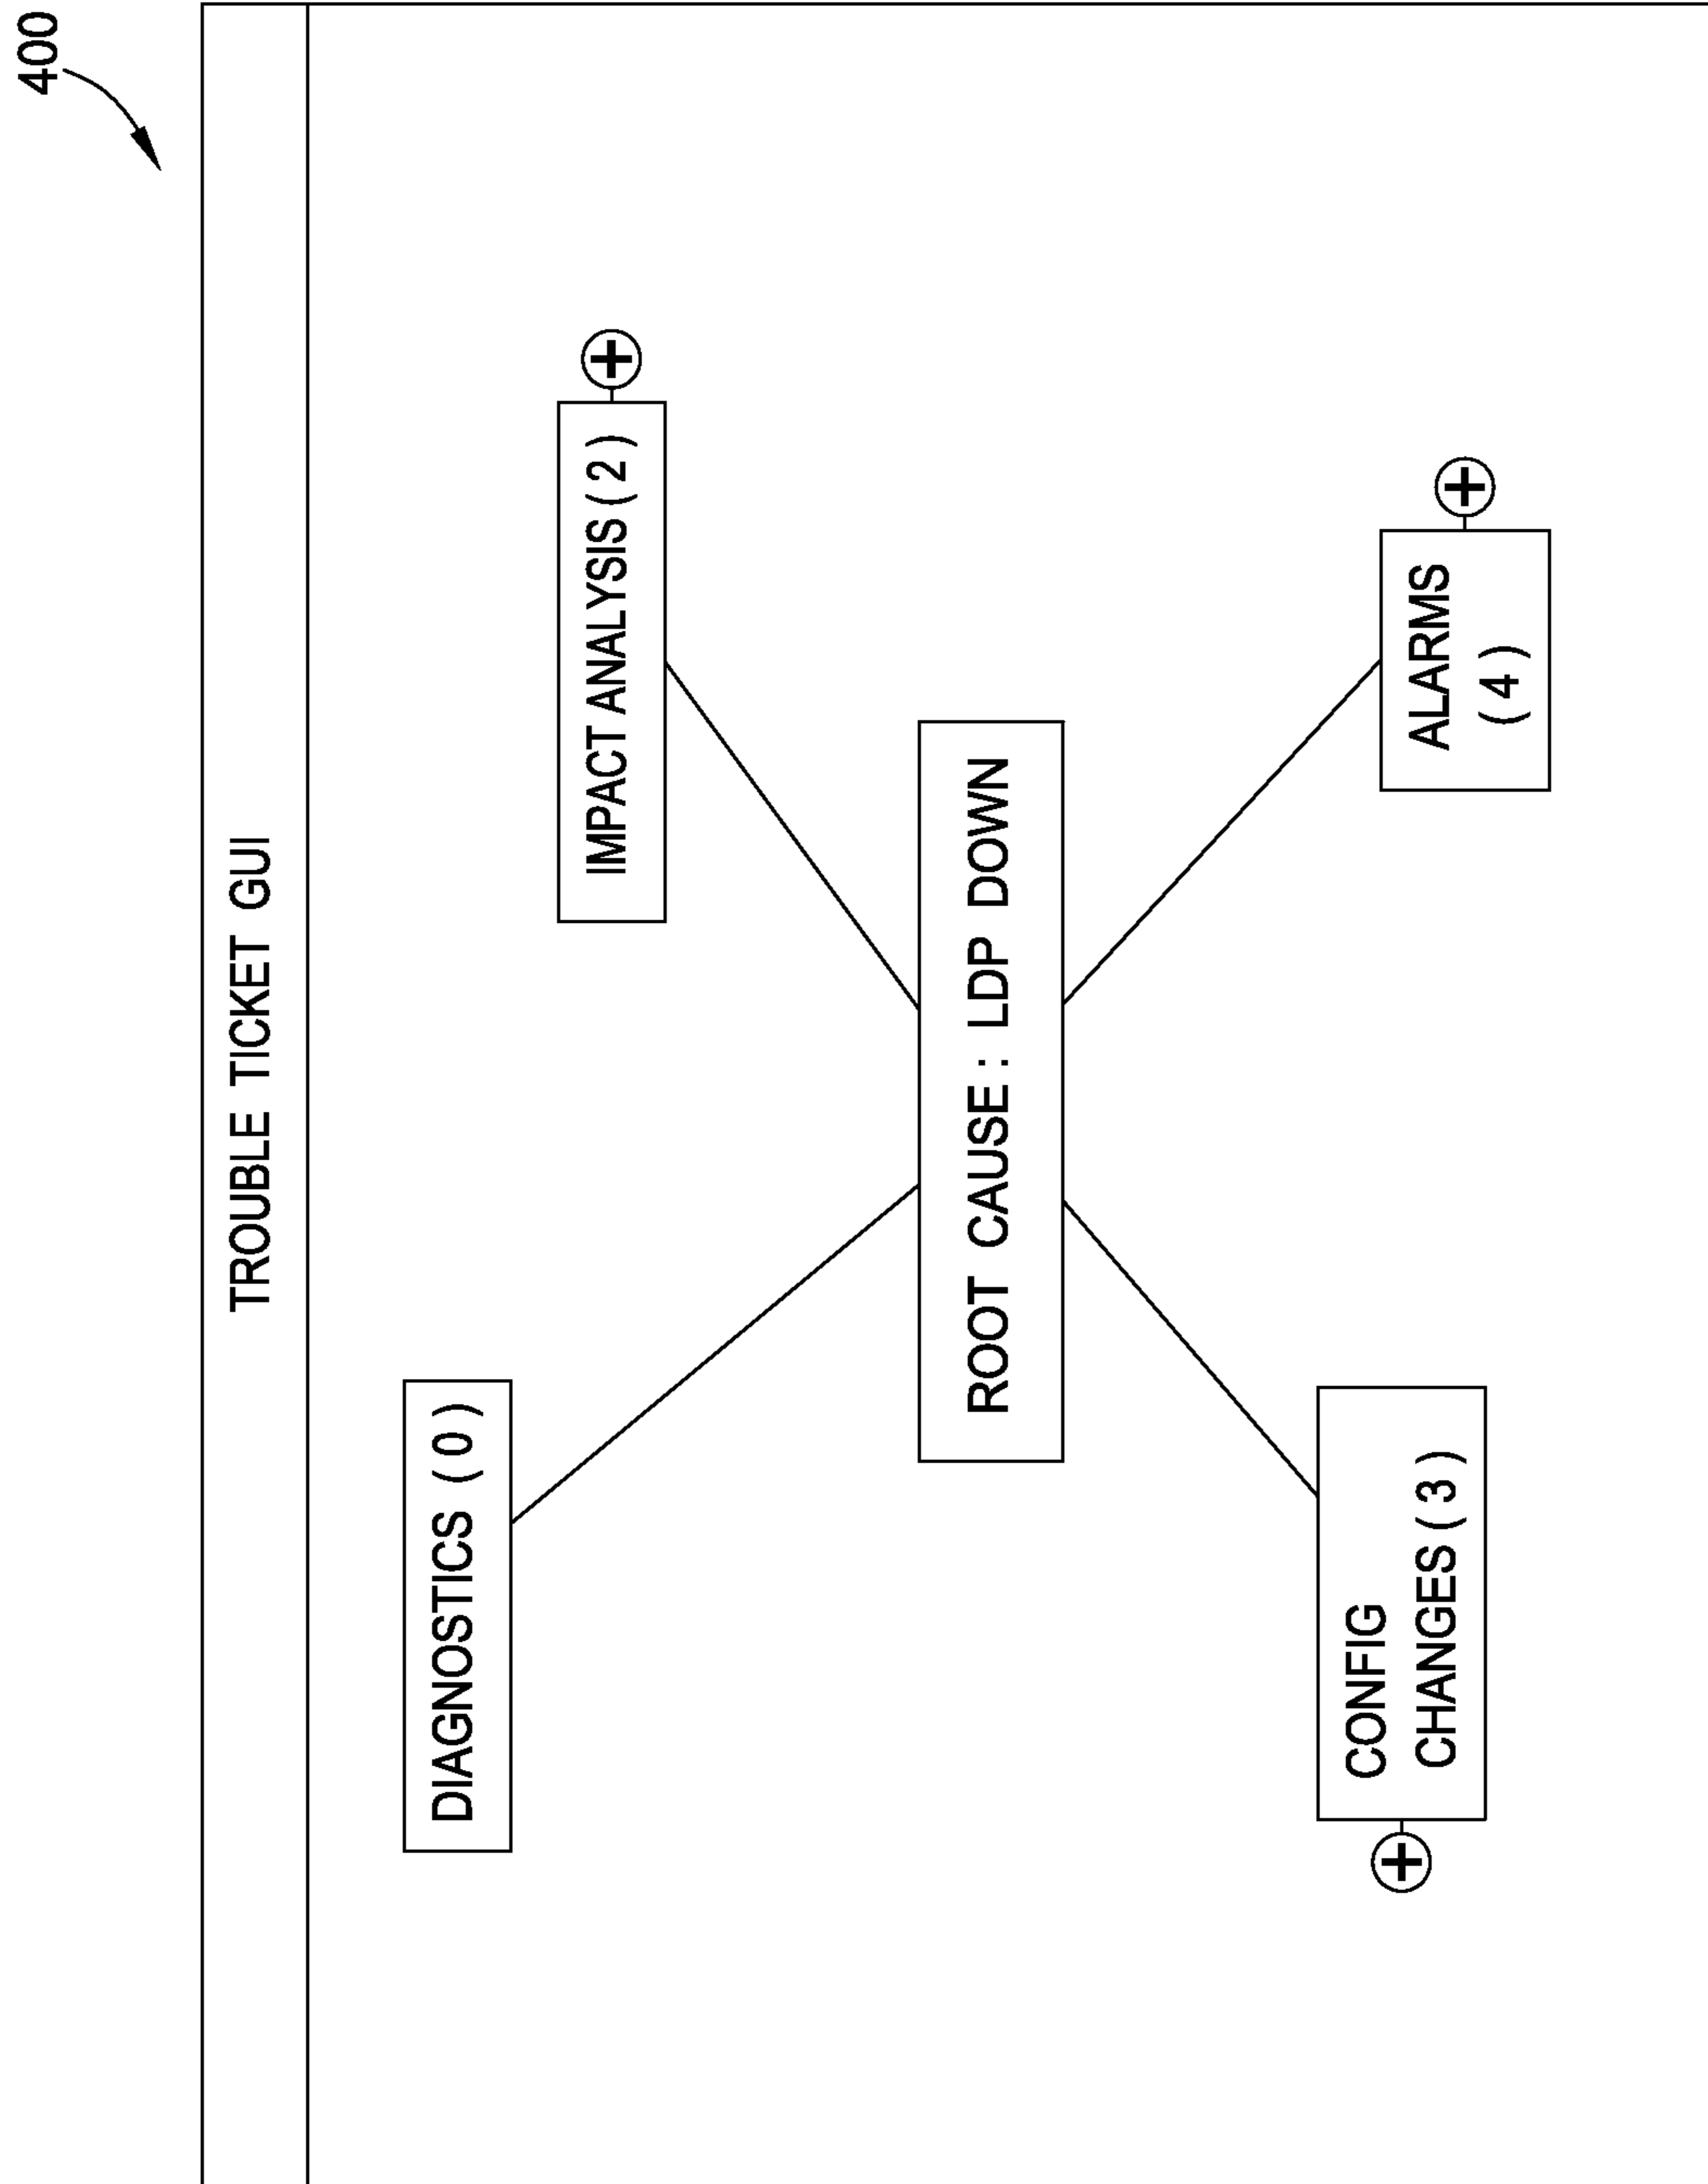 400
TROUBLE TICKET GUI
DIAGNOSTICS ( 0 )
IMPACT ANALYSIS ( 2 )
ROOT CAUSE : LDP DOWN
CONFIG
CHANGES ( 3 )
ALARMS
( 4 )